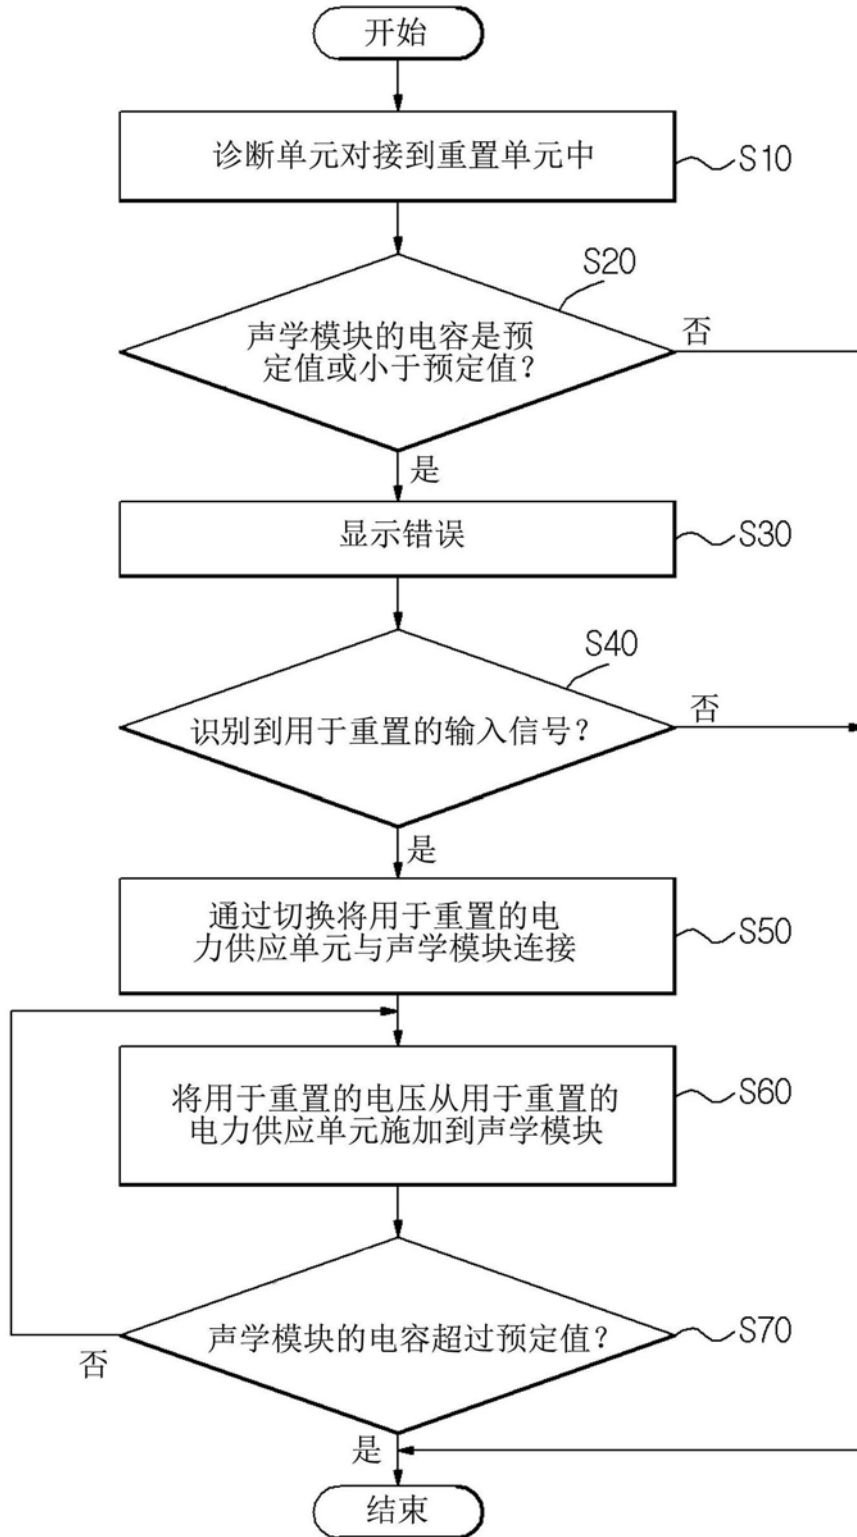 开始
诊断单元对接到重置单元中
S10
S20
声学模块的电容是预
定值或小于预定值？
否
是
显示错误
S30
S40
识别到用于重置的输入信号？
否
是
通过切换将用于重置的电
力供应单元与声学模块连接
S50
将用于重置的电压从用于重置的
电力供应单元施加到声学模块
S60
声学模块的电容超过预定值？
S70
否
是
结束